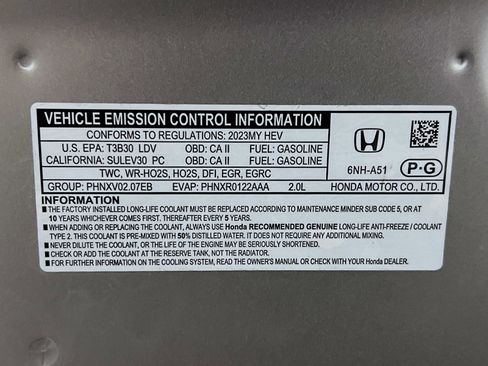 VEHICLE EMISSION CONTROL INFORMATION
CONFORMS TO REGULATIONS: 2023MY HEV
U.S. EPA: T3B30 LDV OBD: CA II FUEL: GASOLINE
CALIFORNIA: SULEV30 PC OBD: CA II FUEL: GASOLINE
TWC, WR-HO2S, HO2S, DFI, EGR, EGRC
GROUP: PHNXV02.07EB EVAP: PHNXR0122AAA 2.0L
6NH-A51 P-G
HONDA MOTOR CO., LTD.
INFORMATION
■ THE FACTORY INSTALLED LONG-LIFE COOLANT MUST BE REPLACED ACCORDING TO MAINTENANCE MINDER SUB CODE 5, OR AT
10 YEARS WHICHEVER COMES FIRST. THEREAFTER EVERY 5 YEARS.
■ WHEN ADDING OR REPLACING THE COOLANT, ALWAYS USE Honda RECOMMENDED GENUINE LONG-LIFE ANTI-FREEZE / COOLANT
TYPE 2. THIS COOLANT IS PRE-MIXED WITH 50% DISTILLED WATER. IT DOES NOT REQUIRE ANY ADDITIONAL MIXING.
■ NEVER DILUTE THE COOLANT, OR THE LIFE OF THE ENGINE MAY BE SERIOUSLY SHORTENED.
■ CHECK OR ADD COOLANT AT THE RESERVE TANK, NOT THE RADIATOR.
■ FOR FURTHER INFORMATION ON THE COOLING SYSTEM, READ THE OWNER'S MANUAL OR CHECK WITH YOUR Honda DEALER.